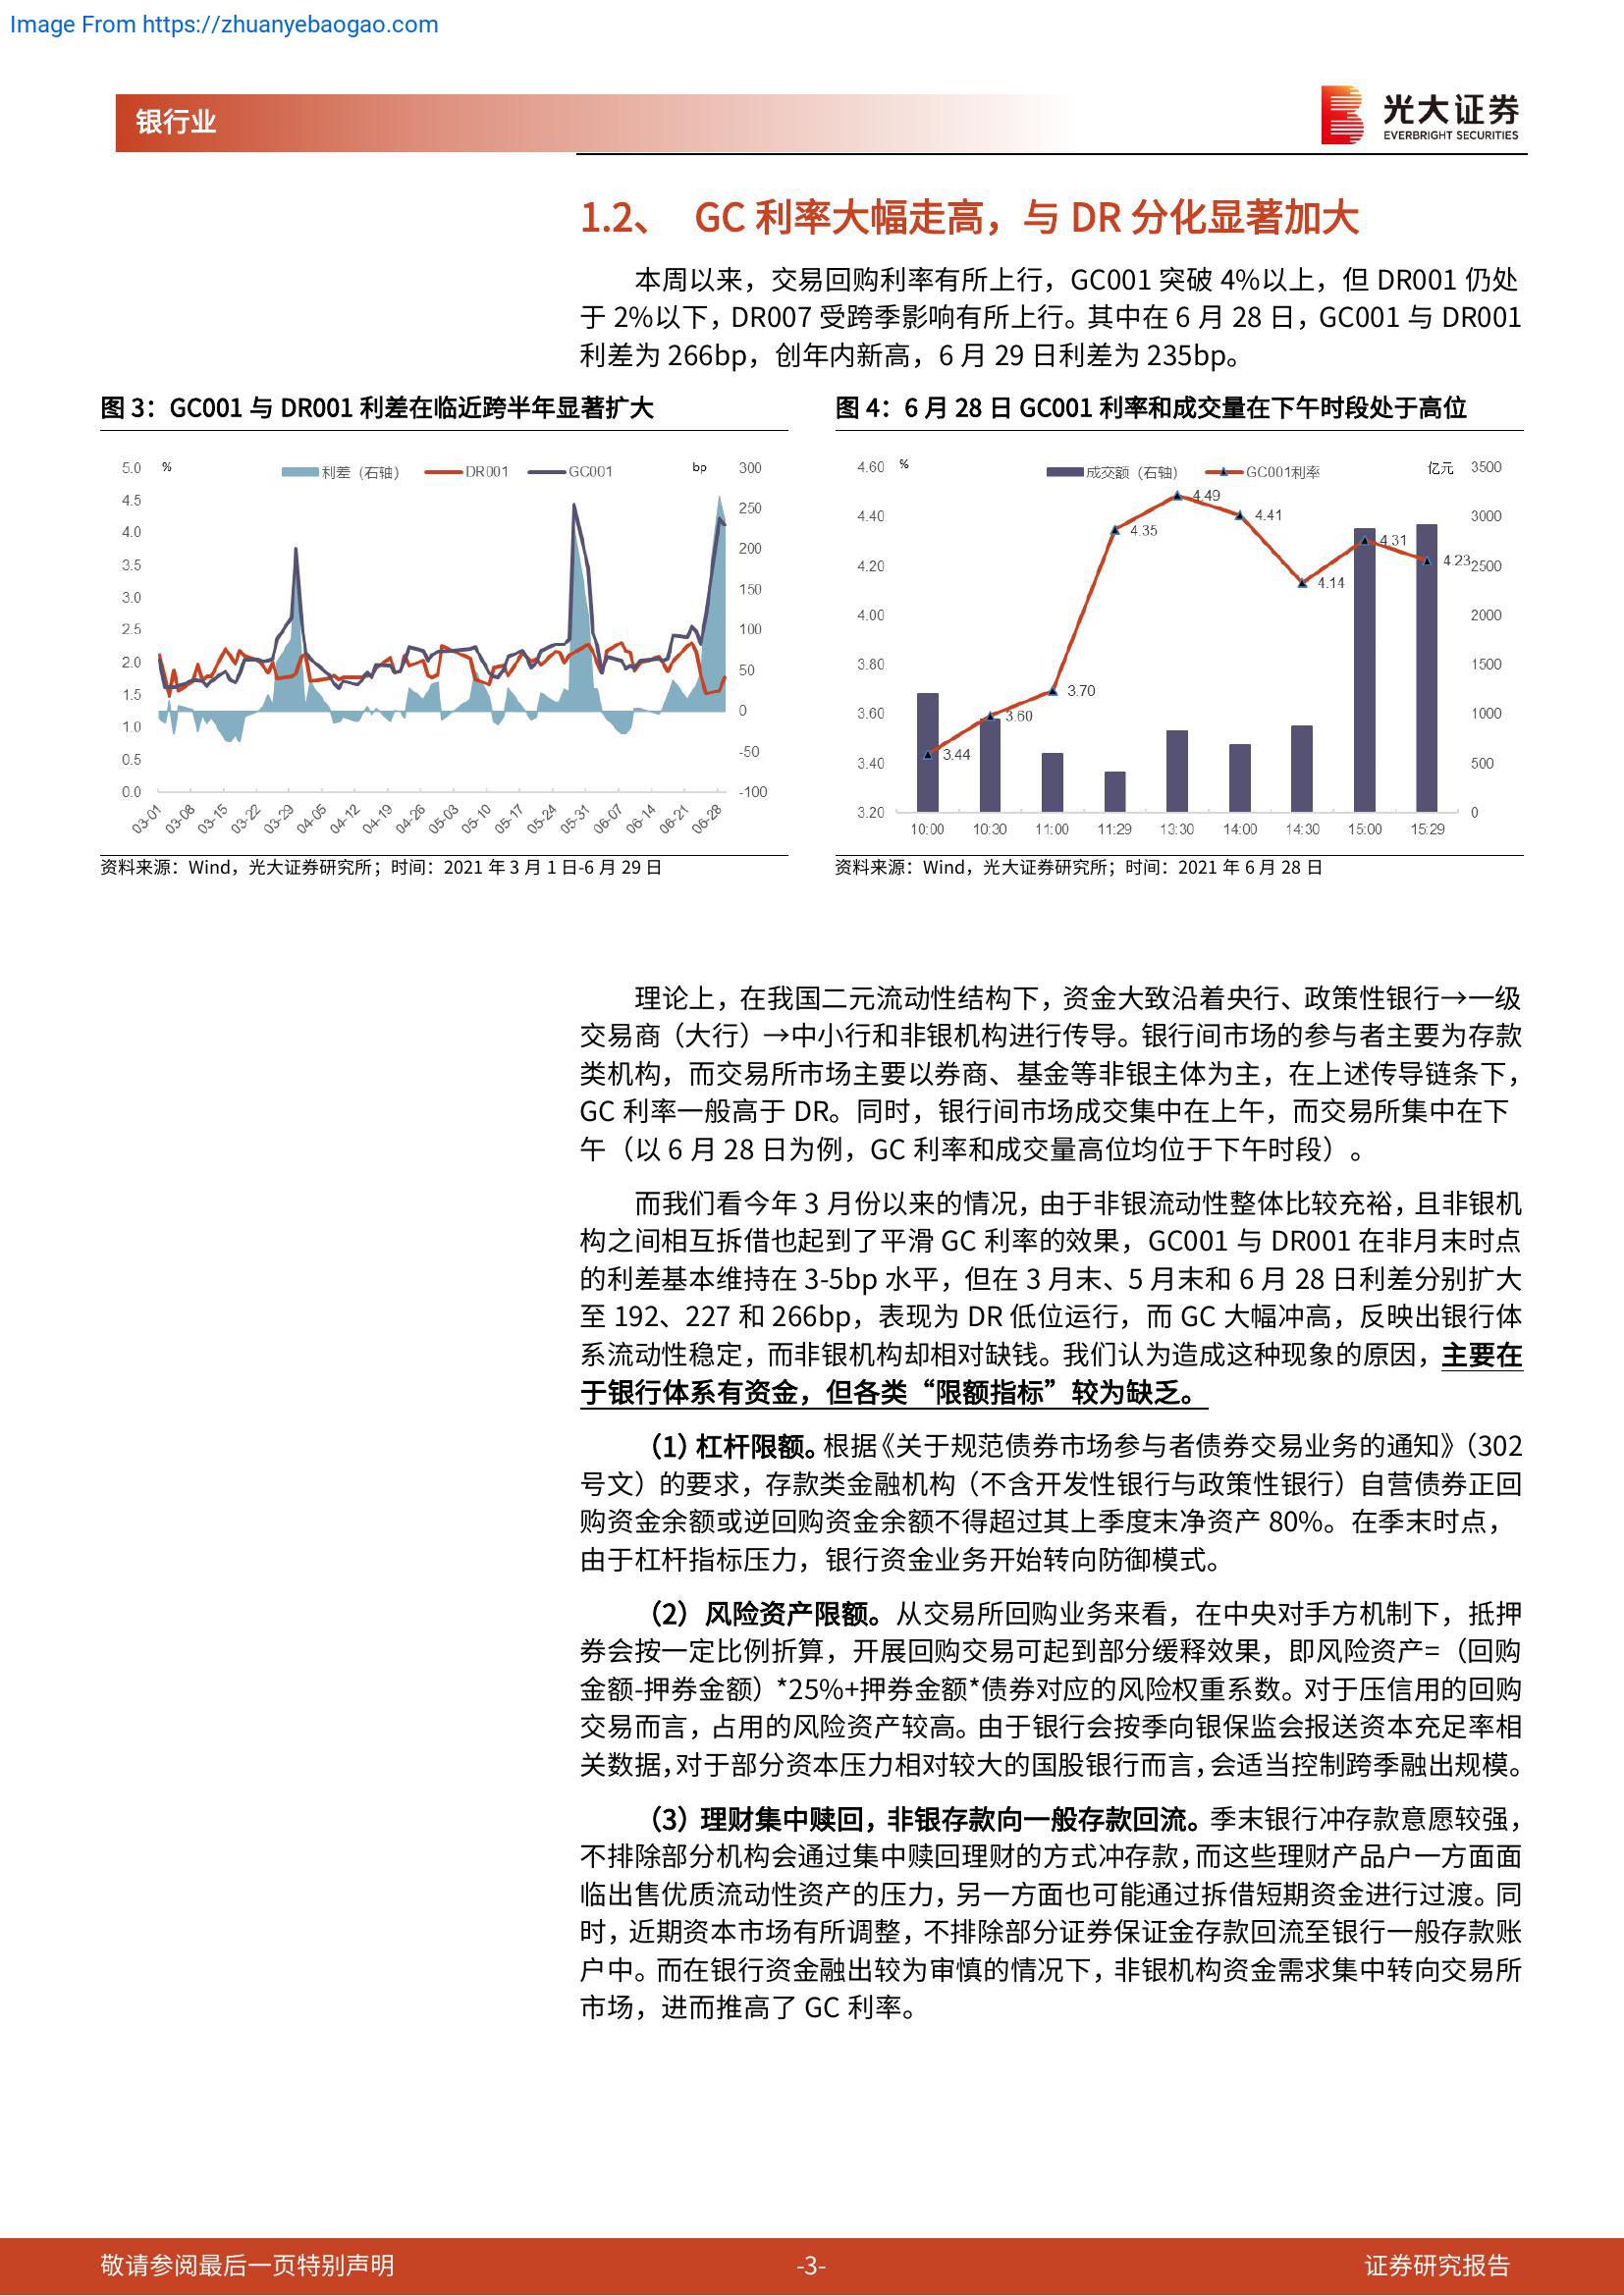 Image From https://zhuanyebaogao.com
银行业
光大证券
EVERBRIGHT SECURITIES
1.2、 GC 利率大幅走高，与 DR 分化显著加大
本周以来，交易回购利率有所上行，GC001 突破 4%以上，但 DR001 仍处
于 2%以下，DR007 受跨季影响有所上行。其中在 6 月 28 日，GC001 与 DR001
利差为 266bp，创年内新高，6 月 29 日利差为 235bp。
图 3：GC001 与 DR001 利差在临近跨半年显著扩大
5.0 % 利差（右轴） DR001 GC001 bp 300
4.5 250
4.0 200
3.5 150
3.0 100
2.5 50
2.0 0
1.5 -50
1.0 -100
0.5
0.0
03-01 03-08 03-15 03-22 03-29 04-05 04-12 04-19 04-26 05-03 05-10 05-17 05-24 05-31 06-07 06-14 06-21 06-28
资料来源：Wind，光大证券研究所；时间：2021 年 3 月 1 日-6 月 29 日
图 4：6 月 28 日 GC001 利率和成交量在下午时段处于高位
4.60 % 成交额（右轴） GC001利率 亿元 3500
4.40 3000
4.20 2500
4.00 2000
3.80 1500
3.60 1000
3.40 500
3.20 0
3.44 3.60 3.70 4.35 4.49 4.41 4.14 4.31 4.23
10:00 10:30 11:00 11:29 13:30 14:00 14:30 15:00 15:29
资料来源：Wind，光大证券研究所；时间：2021 年 6 月 28 日
理论上，在我国二元流动性结构下，资金大致沿着央行、政策性银行→一级
交易商（大行）→中小行和非银机构进行传导。银行间市场的参与者主要为存款
类机构，而交易所市场主要以券商、基金等非银主体为主，在上述传导链条下，
GC 利率一般高于 DR。同时，银行间市场成交集中在上午，而交易所集中在下
午（以 6 月 28 日为例，GC 利率和成交量高位均位于下午时段）。
而我们看今年 3 月份以来的情况，由于非银流动性整体比较充裕，且非银机
构之间相互拆借也起到了平滑 GC 利率的效果，GC001 与 DR001 在非月末时点
的利差基本维持在 3-5bp 水平，但在 3 月末、5 月末和 6 月 28 日利差分别扩大
至 192、227 和 266bp，表现为 DR 低位运行，而 GC 大幅冲高，反映出银行体
系流动性稳定，而非银机构却相对缺钱。我们认为造成这种现象的原因，主要在
于银行体系有资金，但各类“限额指标”较为缺乏。
（1）杠杆限额。根据《关于规范债券市场参与者债券交易业务的通知》（302
号文）的要求，存款类金融机构（不含开发性银行与政策性银行）自营债券正回
购资金余额或逆回购资金余额不得超过其上季度末净资产 80%。在季末时点，
由于杠杆指标压力，银行资金业务开始转向防御模式。
（2）风险资产限额。从交易所回购业务来看，在中央对手方机制下，抵押
券会按一定比例折算，开展回购交易可起到部分缓释效果，即风险资产=（回购
金额-押券金额）*25%+押券金额*债券对应的风险权重系数。对于压信用的回购
交易而言，占用的风险资产较高。由于银行会按季向银保监会报送资本充足率相
关数据，对于部分资本压力相对较大的国股银行而言，会适当控制跨季融出规模。
（3）理财集中赎回，非银存款向一般存款回流。季末银行冲存款意愿较强，
不排除部分机构会通过集中赎回理财的方式冲存款，而这些理财产品户一方面面
临出售优质流动性资产的压力，另一方面也可能通过拆借短期资金进行过渡。同
时，近期资本市场有所调整，不排除部分证券保证金存款回流至银行一般存款账
户中。而在银行资金融出较为审慎的情况下，非银机构资金需求集中转向交易所
市场，进而推高了 GC 利率。
敬请参阅最后一页特别声明
-3-
证券研究报告